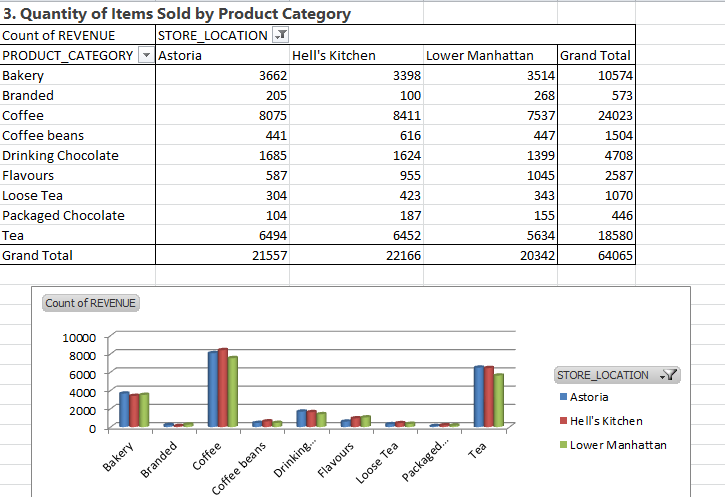 3. Quantity of Items Sold by Product Category
Count of REVENUE STORE_LOCATION
PRODUCT_CATEGORY Astoria Hell's Kitchen Lower Manhattan Grand Total
Bakery 3662 3398 3514 10574
Branded 205 100 268 573
Coffee 8075 8411 7537 24023
Coffee beans 441 616 447 1504
Drinking Chocolate 1685 1624 1399 4708
Flavours 587 955 1045 2587
Loose Tea 304 423 343 1070
Packaged Chocolate 104 187 155 446
Tea 6494 6452 5634 18580
Grand Total 21557 22166 20342 64065
Count of REVENUE
10000
8000
6000
4000
2000
0
Bakery
Branded
Coffee
Coffee beans
Drinking...
Flavours
Loose Tea
Packaged...
Tea
STORE_LOCATION
Astoria
Hell's Kitchen
Lower Manhattan